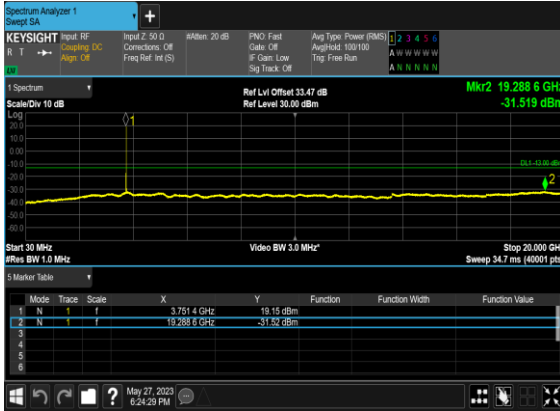 Spectrum Analyzer 1
Swept SA
+
KEYSIGHT
R T
Input: RF
Coupling: DC
Align: Off
Input Z: 50 Ω
Corrections: Off
Freq Ref: Int (S)
#Atten: 20 dB
PNO: Fast
Gate: Off
IF Gain: Low
Sig Track: Off
Avg Type: Power (RMS)
Avg|Hold: 100/100
Trig: Free Run
1 2 3 4 5 6
A W W W W W
A N N N N N
1 Spectrum
Scale/Div 10 dB
Ref Lvl Offset 33.47 dB
Ref Level 30.00 dBm
Mkr2 19.288 6 GHz
-31.519 dBm
Log
20.0
10.0
0.00
-10.0
-20.0
-30.0
-40.0
-50.0
-60.0
1
DL1 -13.00 dBm
2
Start 30 MHz
#Res BW 1.0 MHz
Video BW 3.0 MHz*
Stop 20.000 GHz
Sweep 34.7 ms (40001 pts)
5 Marker Table
Mode Trace Scale X Y Function Function Width Function Value
1 N 1 f 3.751 4 GHz 19.15 dBm
2 N 1 f 19.288 6 GHz -31.52 dBm
3
4
5
6
?
May 27, 2023
6:24:29 PM